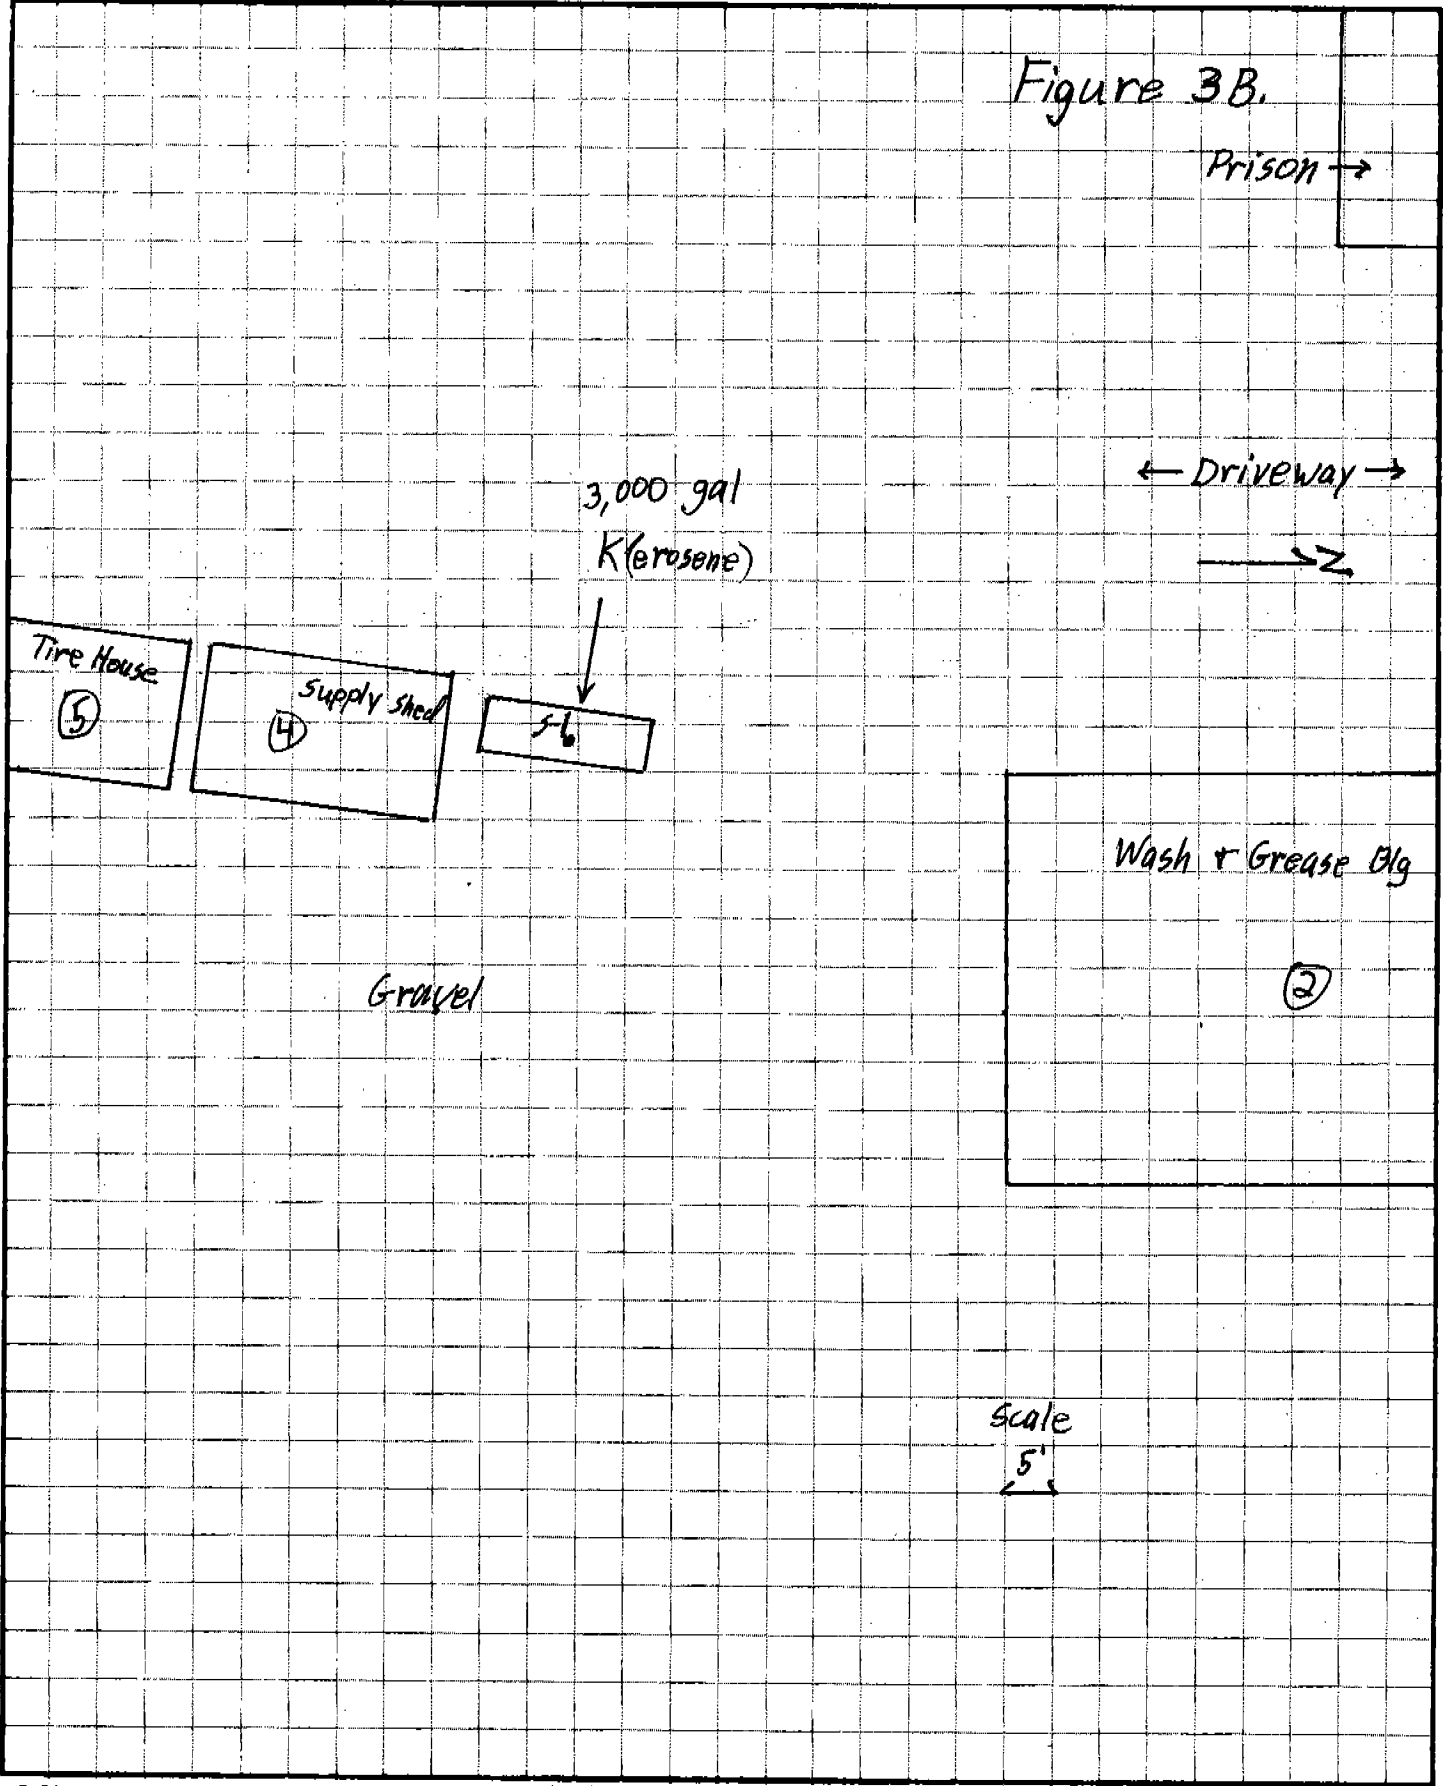 Figure 3B.
Prison →
← Driveway →
3,000 gal
K(erosene)
N
Tire House
5
Supply Shed
4
S-6
Wash + Grease Blg
2
Gravel
Scale
5'